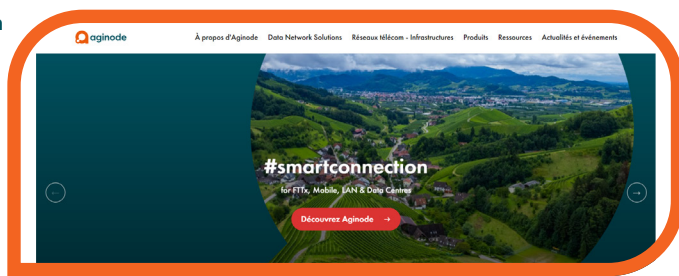 aginode
À propos d'Aginode Data Network Solutions Réseaux télécom - Infrastructures Produits Ressources Actualités et événements
#smartconnection
for FTTx, Mobile, LAN & Data Centres
Découvrez Aginode →